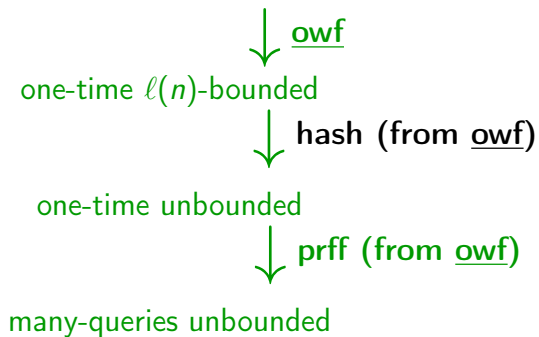 owf
one-time ℓ(n)-bounded
hash (from owf)
one-time unbounded
prff (from owf)
many-queries unbounded